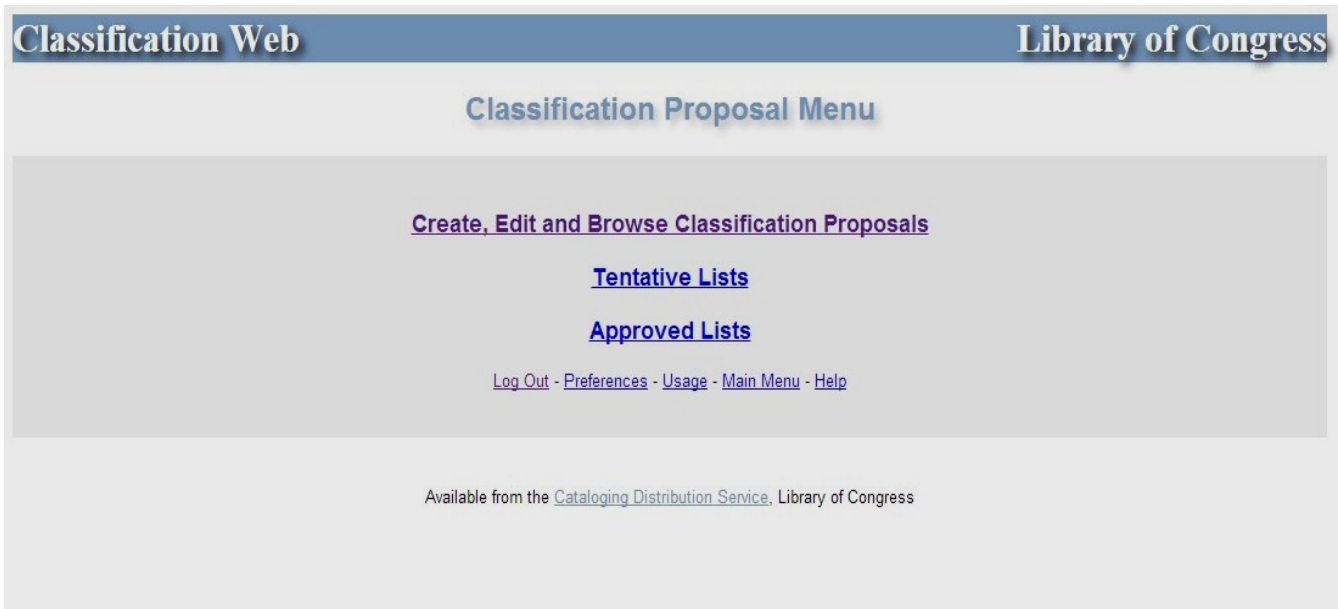 Classification Web Library of Congress
Classification Proposal Menu
Create, Edit and Browse Classification Proposals
Tentative Lists
Approved Lists
Log Out - Preferences - Usage - Main Menu - Help
Available from the Cataloging Distribution Service, Library of Congress